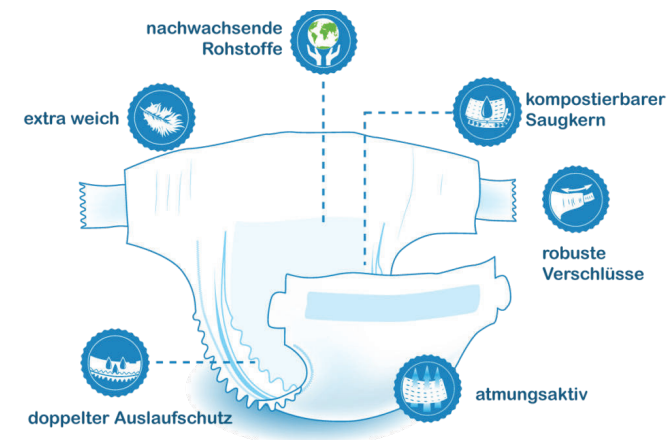 nachwachsende
Rohstoffe
extra weich
kompostierbarer
Saugkern
robuste
Verschlüsse
doppelter Auslaufschutz
atmungsaktiv